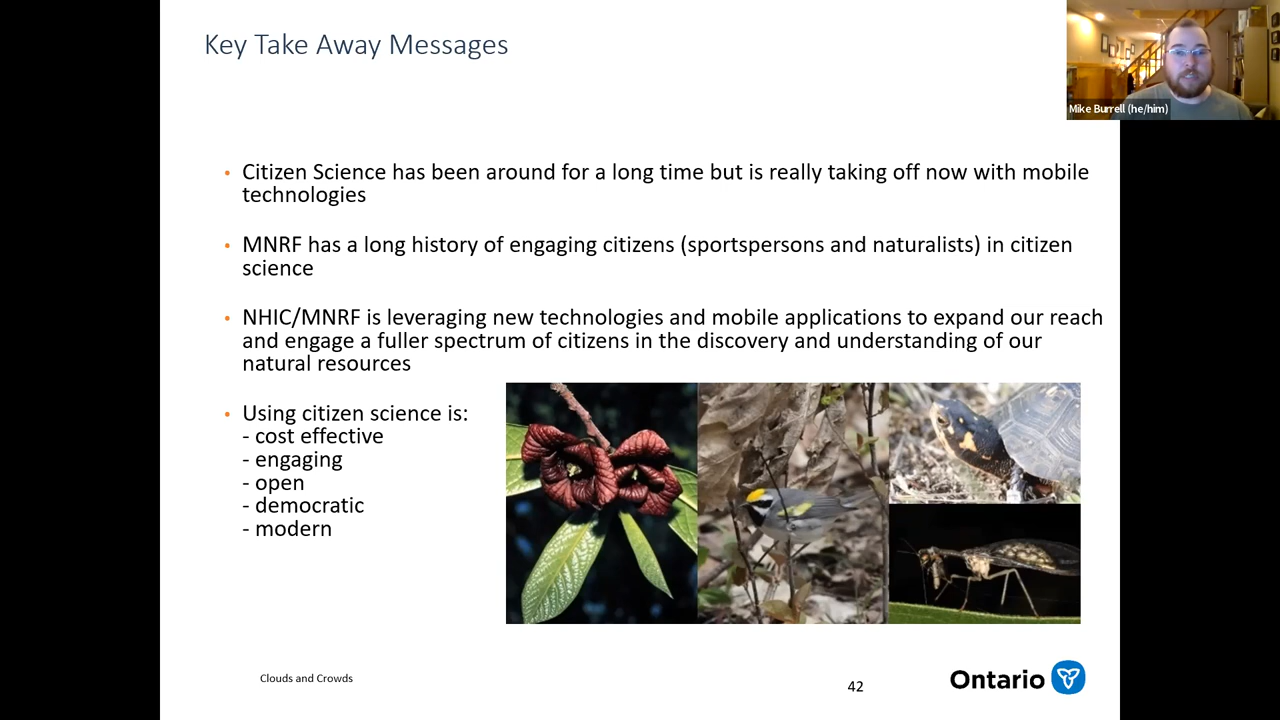 Key Take Away Messages
Mike Burrell (he/him)
• Citizen Science has been around for a long time but is really taking off now with mobile
technologies
• MNRF has a long history of engaging citizens (sportspersons and naturalists) in citizen
science
• NHIC/MNRF is leveraging new technologies and mobile applications to expand our reach
and engage a fuller spectrum of citizens in the discovery and understanding of our
natural resources
• Using citizen science is:
- cost effective
- engaging
- open
- democratic
- modern
Clouds and Crowds
42
Ontario